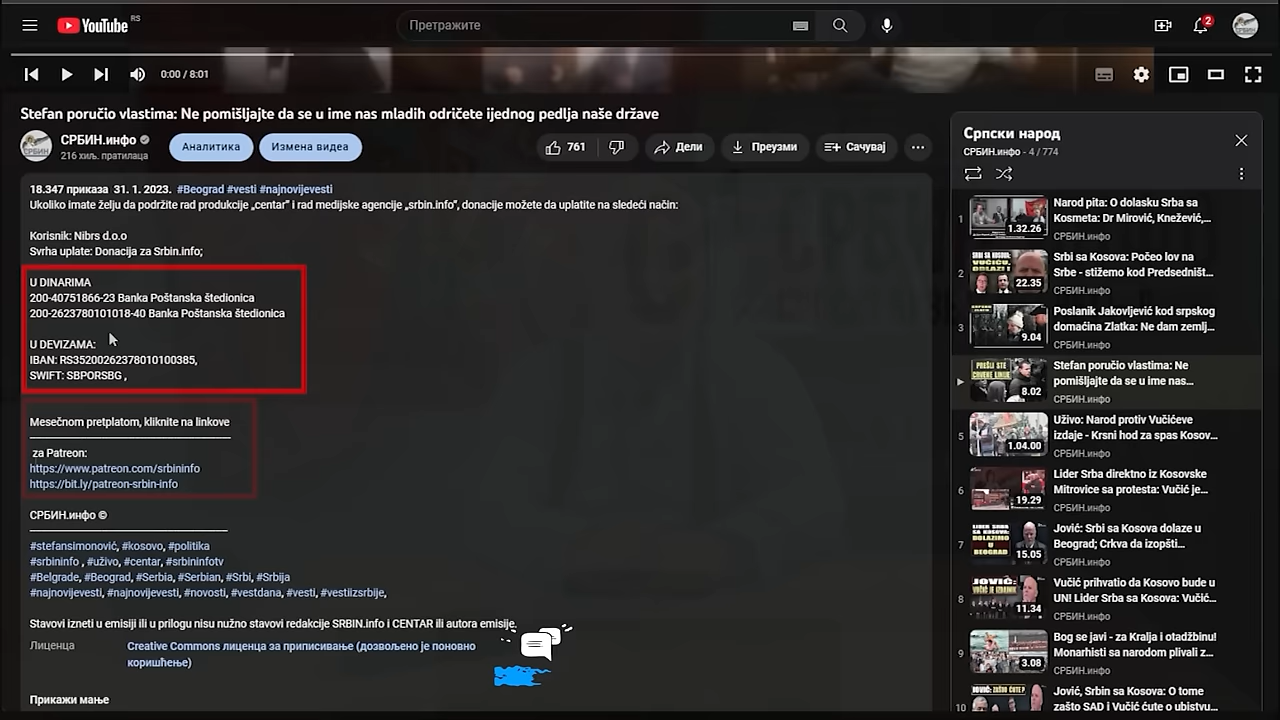 YouTube RS
Претражите
2
0:00 / 8:01
Stefan poručio vlastima: Ne pomišljajte da se u ime nas mladih odričete ijednog pedlja naše države
СРБИН.инфо
216 хиљ. пратилаца
Аналитика
Измена видеа
761
Дели
Преузми
Сачувај
18.347 приказа 31. 1. 2023. #Beograd #vesti #najnovijevesti
Ukoliko imate želju da podržite rad produkcije „centar“ i rad medijske agencije „srbin.info“, donacije možete da uplatite na sledeći način:
Korisnik: Nibrs d.o.o
Svrha uplate: Donacija za Srbin.info;
U DINARIMA
200-40751866-23 Banka Poštanska štedionica
200-2623780101018-40 Banka Poštanska štedionica
U DEVIZAMA:
IBAN: RS35200262378010100385,
SWIFT: SBPORSBG ,
Mesečnom pretplatom, kliknite na linkove
za Patreon:
https://www.patreon.com/srbininfo
https://bit.ly/patreon-srbin-info
СРБИН.инфо ©
#stefansimonović, #kosovo, #politika
#srbininfo , #uživo, #centar, #srbininfotv
#Belgrade, #Beograd, #Serbia, #Serbian, #Srbi, #Srbija
#najnovijevesti, #najnovijevesti, #novosti, #vestdana, #vesti, #vestiizsrbije,
Stavovi izneti u emisiji ili u prilogu nisu nužno stavovi redakcije SRBIN.info i CENTAR ili autora emisije.
Лиценца
Creative Commons лиценца за приписивање (дозвољено је поновно
коришћење)
Прикажи мање
Српски народ
СРБИН.инфо - 4 / 774
1
1.32.26
Narod pita: O dolasku Srba sa
Kosmeta: Dr Mirović, Knežević,...
СРБИН.инфо
2
22.35
Srbi sa Kosova: Počeo lov na
Srbe - stižemo kod Predsedništ...
СРБИН.инфо
3
9.04
Poslanik Jakovljević kod srpskog
domaćina Zlatka: Ne dam zemlj...
СРБИН.инфо
PREŠLI STE
CRVENE LINIJE
8.02
Stefan poručio vlastima: Ne
pomišljajte da se u ime nas...
СРБИН.инфо
5
1.04.00
Uživo: Narod protiv Vučićeve
izdaje - Krsni hod za spas Kosov...
СРБИН.инфо
6
19.29
Lider Srba direktno iz Kosovske
Mitrovice sa protesta: Vučić je...
СРБИН.инфо
7
LIDER SRBA
SA KOSOVA:
DOLAZIMO
U
BEOGRAD
15.05
Jović: Srbi sa Kosova dolaze u
Beograd; Crkva da izopšti...
СРБИН.инфо
8
JOVIĆ:
VUČIĆ JE IZDAJNIK
11.34
Vučić prihvatio da Kosovo bude u
UN! Lider Srba sa Kosova: Vučić...
СРБИН.инфо
9
3.08
Bog se javi - za Kralja i otadžbinu!
Monarhisti sa narodom plivali z...
СРБИН.инфо
10
Jović, Srbin sa Kosova: O tome
zašto SAD i Vučić ćute o ubistvu...